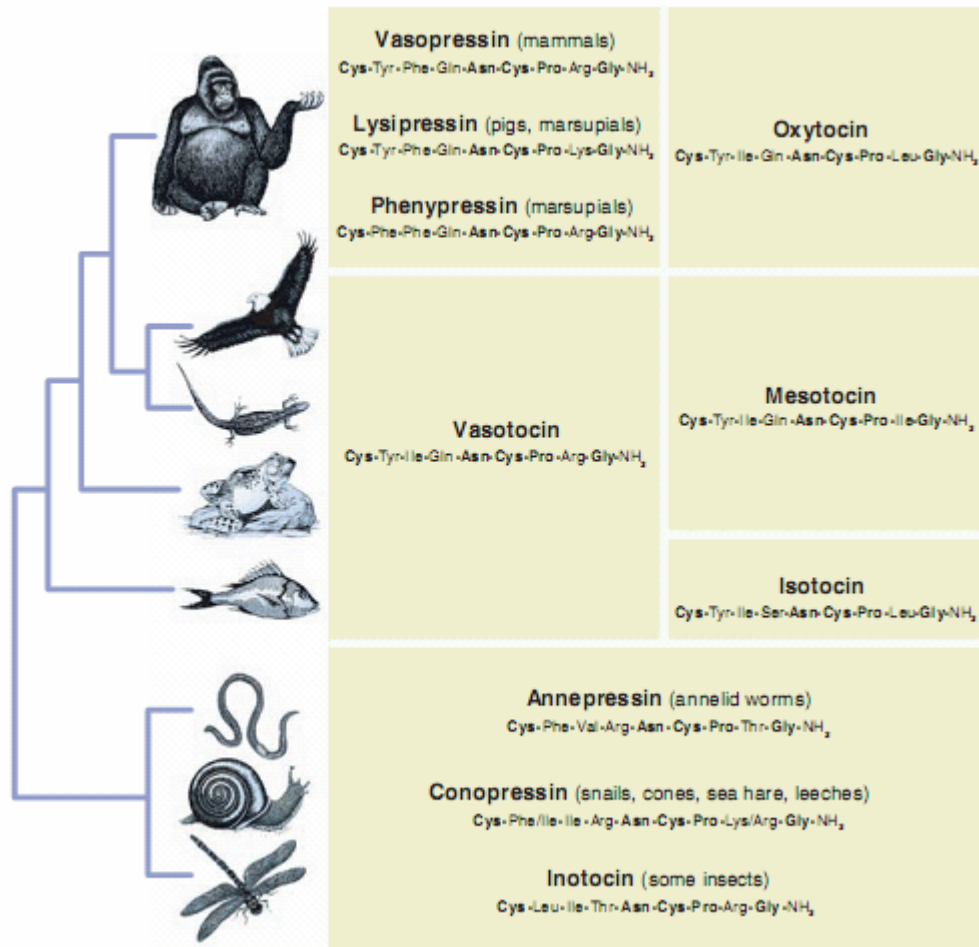 Vasopressin (mammals)
Cys-Tyr-Phe-Gln-Asn-Cys-Pro-Arg-Gly-NH₂
Lysipressin (pigs, marsupials)
Cys-Tyr-Phe-Gln-Asn-Cys-Pro-Lys-Gly-NH₂
Phenypressin (marsupials)
Cys-Phe-Phe-Gln-Asn-Cys-Pro-Arg-Gly-NH₂
Oxytocin
Cys-Tyr-Ile-Gln-Asn-Cys-Pro-Leu-Gly-NH₂
Vasotocin
Cys-Tyr-Ile-Gln-Asn-Cys-Pro-Arg-Gly-NH₂
Mesotocin
Cys-Tyr-Ile-Gln-Asn-Cys-Pro-Ile-Gly-NH₂
Isotocin
Cys-Tyr-Ile-Ser-Asn-Cys-Pro-Leu-Gly-NH₂
Annepressin (annelid worms)
Cys-Phe-Val-Arg-Asn-Cys-Pro-Thr-Gly-NH₂
Conopressin (snails, cones, sea hare, leeches)
Cys-Phe/Ile-Ile-Arg-Asn-Cys-Pro-Lys/Arg-Gly-NH₂
Inotocin (some insects)
Cys-Leu-Ile-Thr-Asn-Cys-Pro-Arg-Gly-NH₂